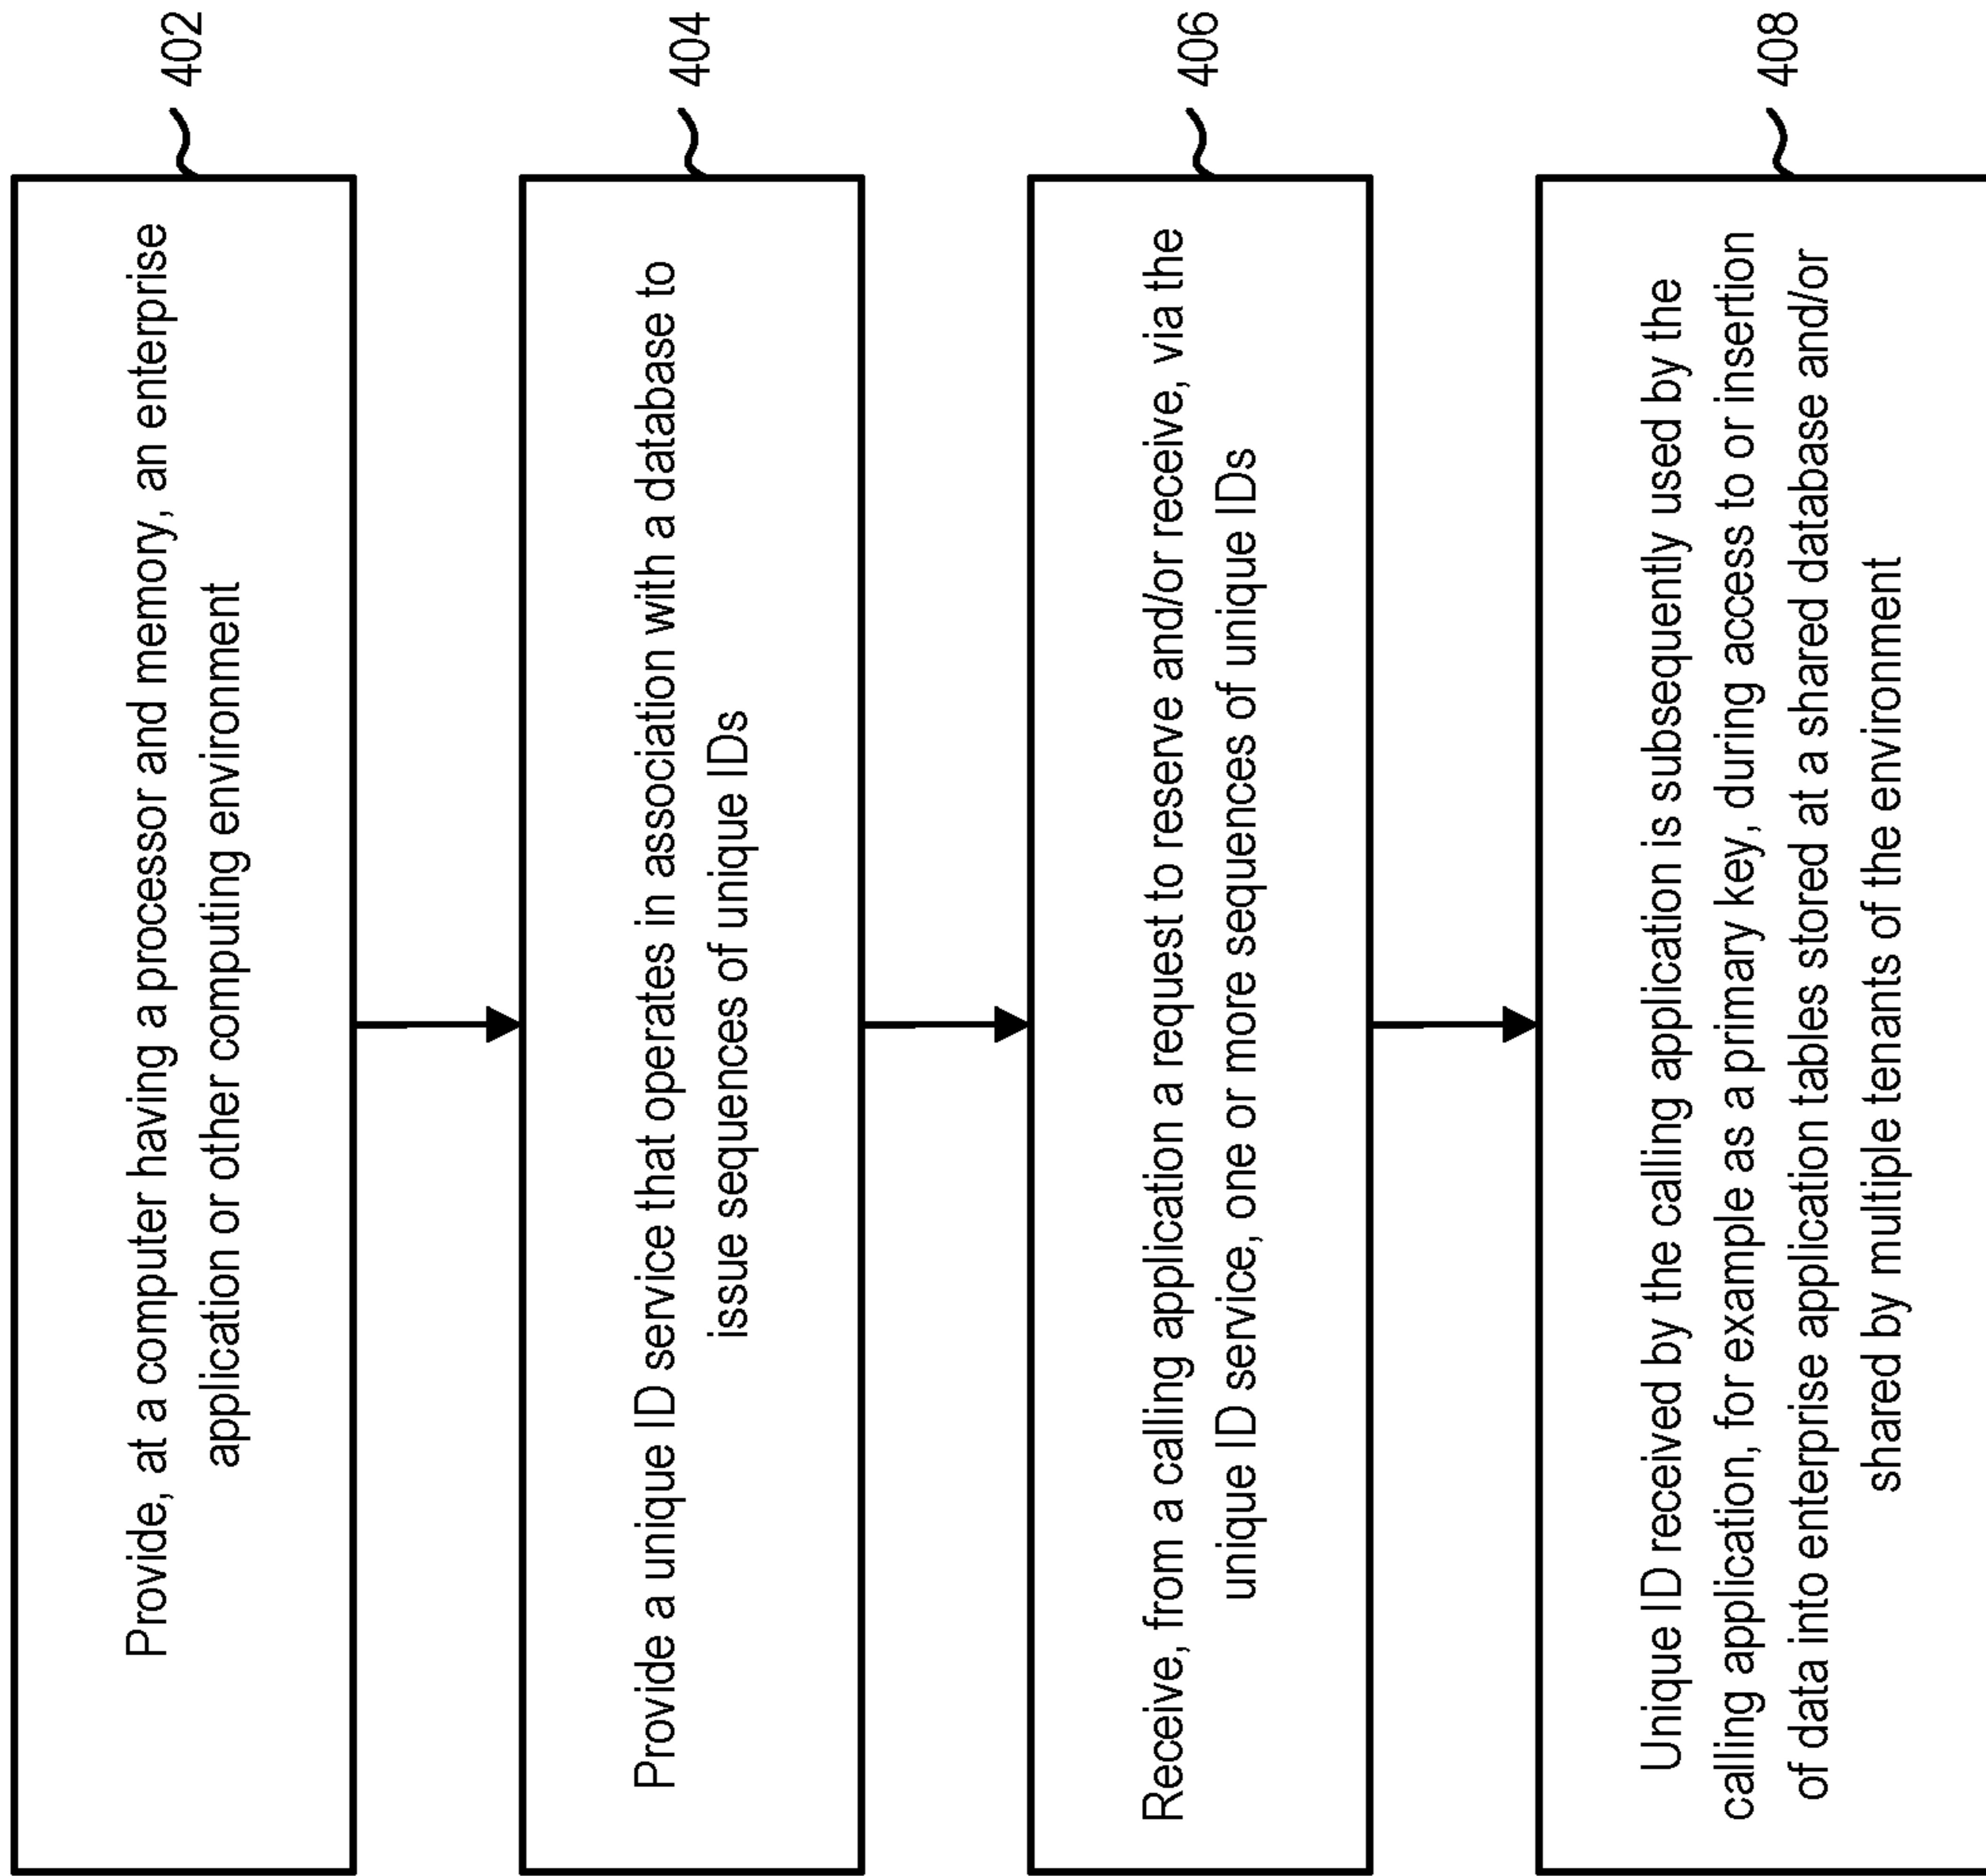 Provide, at a computer having a processor and memory, an enterprise
application or other computing environment
402
Provide a unique ID service that operates in association with a database to
issue sequences of unique IDs
404
Receive, from a calling application a request to reserve and/or receive, via the
unique ID service, one or more sequences of unique IDs
406
Unique ID received by the calling application is subsequently used by the
calling application, for example as a primary key, during access to or insertion
of data into enterprise application tables stored at a shared database and/or
shared by multiple tenants of the environment
408